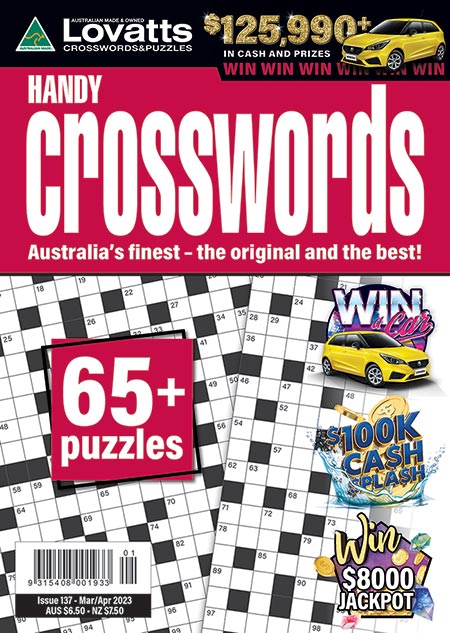 AUSTRALIAN MADE & OWNED
Lovatts
CROSSWORDS&PUZZLES
AUSTRALIAN MADE
$125,990+
IN CASH AND PRIZES
WIN WIN WIN WIN WIN WIN
HANDY
crosswords
Australia's finest – the original and the best!
65+
puzzles
WIN
a Car
$100K
CASH
SPLASH
Win
$8000
JACKPOT
01
9 315408 001933
Issue 137 - Mar/Apr 2023
AUS $6.50 - NZ $7.50